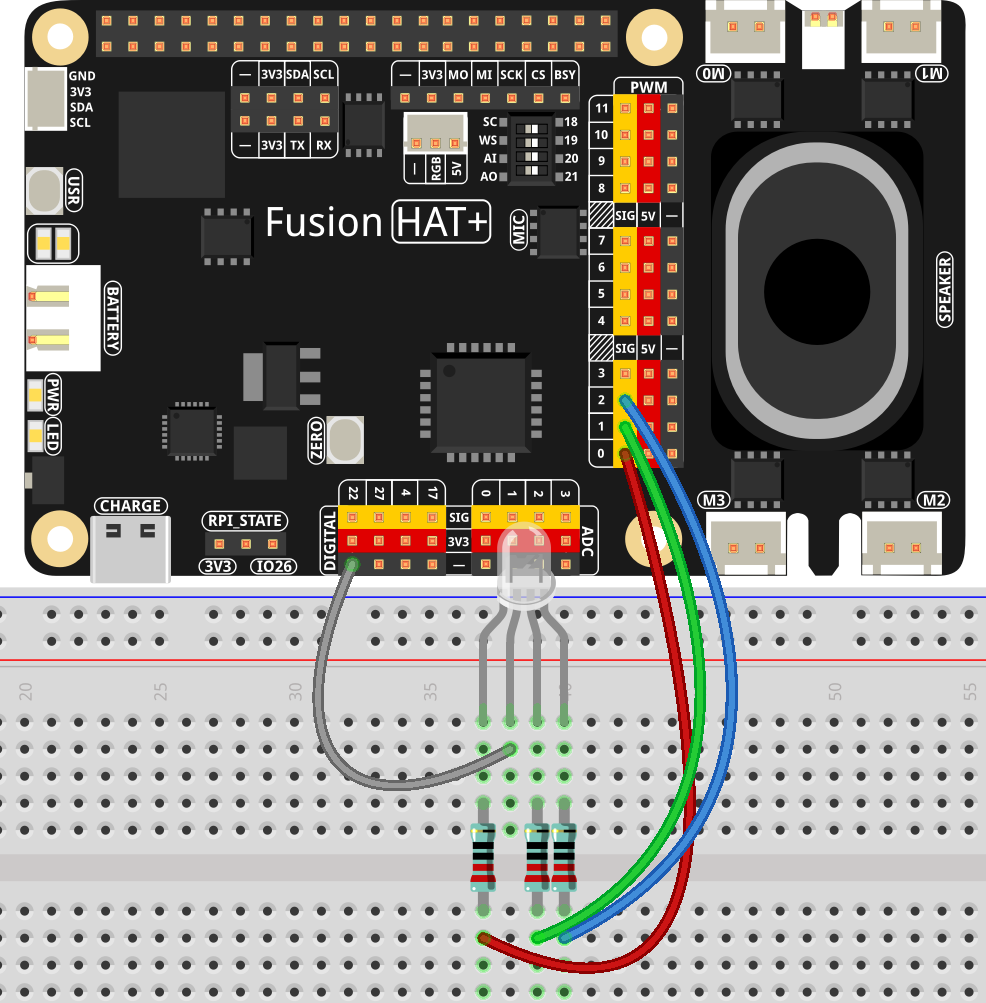 M0
M1
GND
3V3
SDA
SCL
— 3V3 SDA SCL
— 3V3 TX RX
— 3V3 MO MI SCK CS BSY
— RGB 5V
SC 18
WS 19
AI 20
AO 21
PWM
11
10
9
8
SIG 5V —
7
6
5
4
SIG 5V —
3
2
1
0
USR
Fusion HAT+
MIC
BATTERY
SPEAKER
PWR
LED
ZERO
CHARGE
RPI_STATE
3V3 IO26
DIGITAL
22 27 4 17
SIG
3V3
—
0 1 2 3
ADC
M3
M2
20 25 30 35 50 55